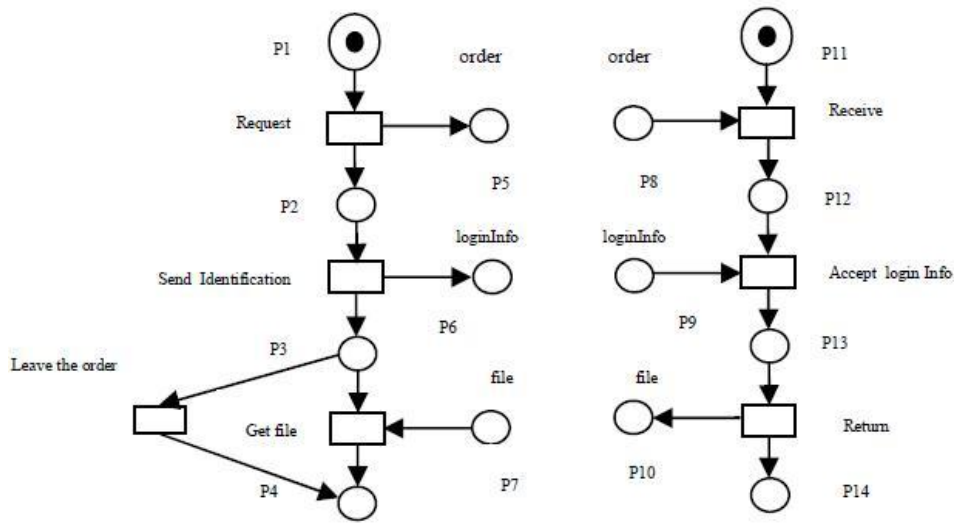 P1
order
order
P11
Request
Receive
P5
P8
P2
P12
loginInfo
loginInfo
Send Identification
Accept login Info
P6
P9
P3
P13
Leave the order
file
file
Get file
Return
P4
P7
P10
P14